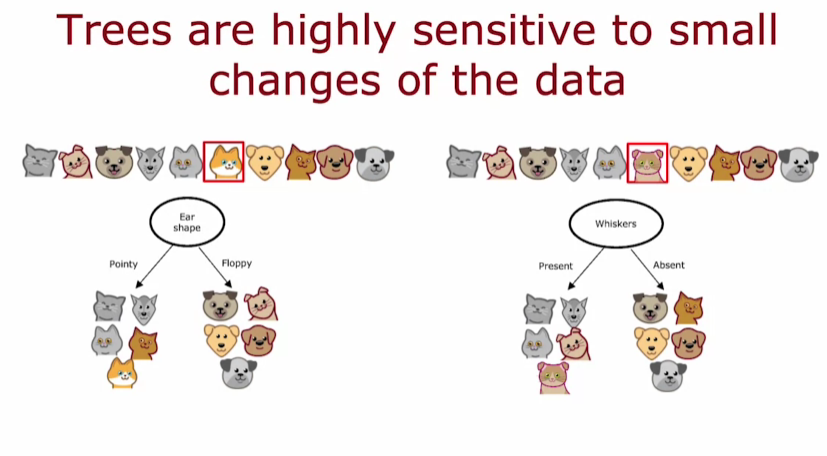 Trees are highly sensitive to small
changes of the data
Ear
shape
Pointy
Floppy
Whiskers
Present
Absent